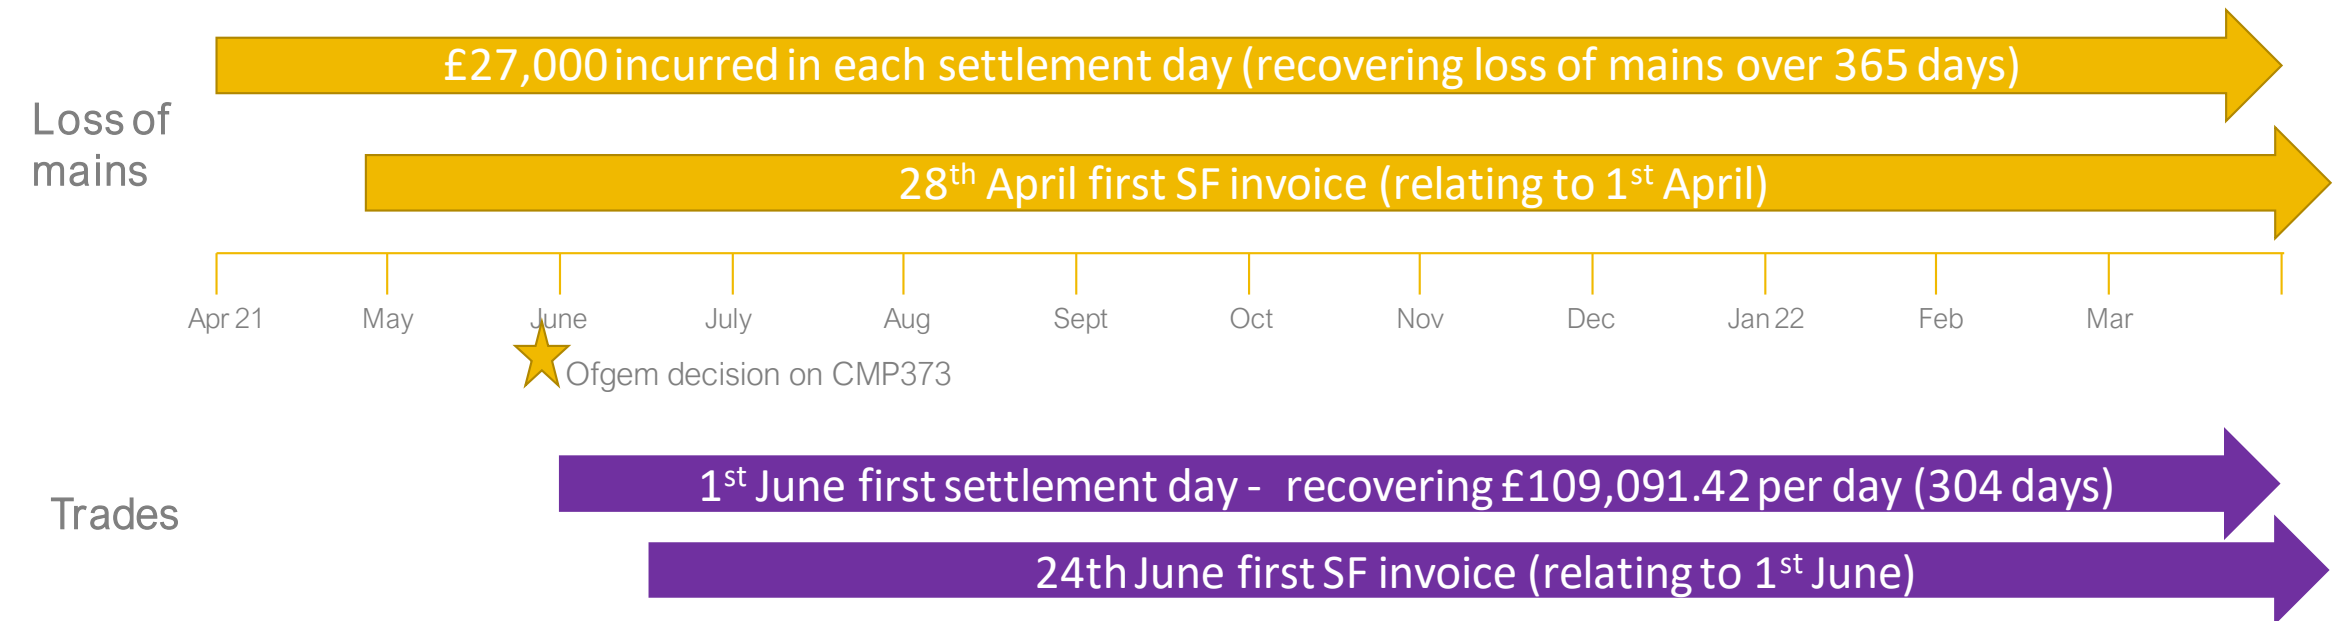 £27,000 incurred in each settlement day (recovering loss of mains over 365 days)
Loss of
mains
28th April first SF invoice (relating to 1st April)
Apr 21 May June July Aug Sept Oct Nov Dec Jan 22 Feb Mar
Ofgem decision on CMP373
1st June first settlement day - recovering £109,091.42 per day (304 days)
Trades
24th June first SF invoice (relating to 1st June)